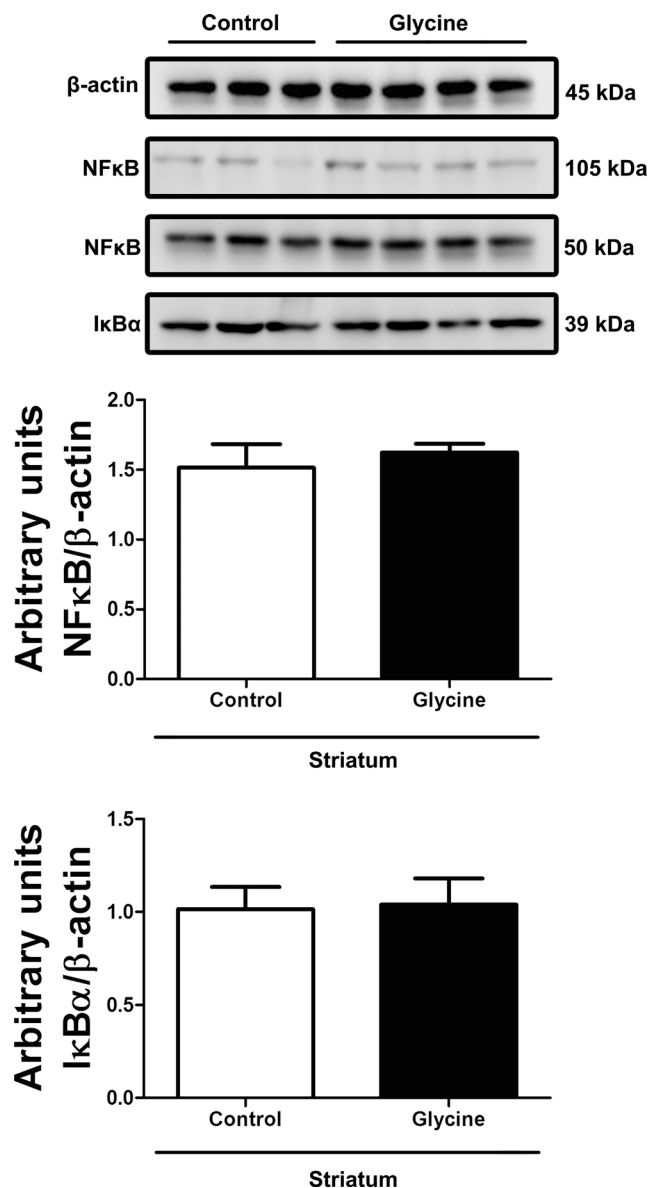 Control Glycine
β-actin 45 kDa
NFκB 105 kDa
NFκB 50 kDa
IκBα 39 kDa
Arbitrary units
NFκB/β-actin
2.0
1.5
1.0
0.5
0.0
Control Glycine
Striatum
Arbitrary units
IκBα/β-actin
1.5
1.0
0.5
0.0
Control Glycine
Striatum